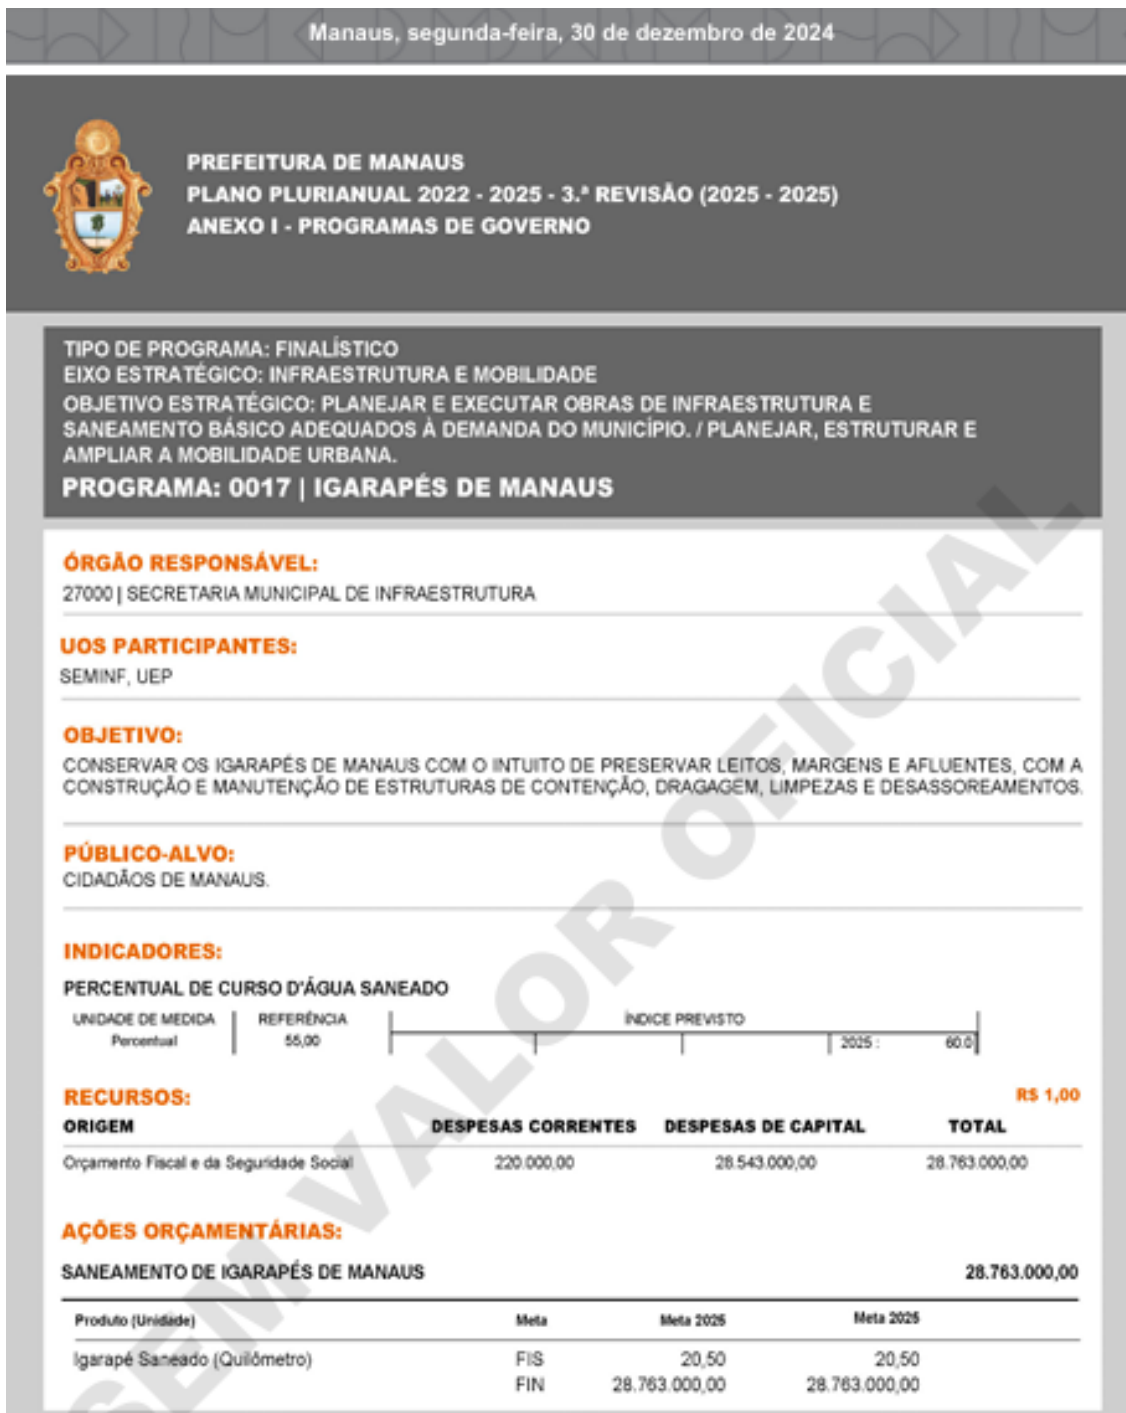 Manaus, segunda-feira, 30 de dezembro de 2024
PREFEITURA DE MANAUS
PLANO PLURIANUAL 2022 - 2025 - 3.ª REVISÃO (2025 - 2025)
ANEXO I - PROGRAMAS DE GOVERNO
TIPO DE PROGRAMA: FINALÍSTICO
EIXO ESTRATÉGICO: INFRAESTRUTURA E MOBILIDADE
OBJETIVO ESTRATÉGICO: PLANEJAR E EXECUTAR OBRAS DE INFRAESTRUTURA E
SANEAMENTO BÁSICO ADEQUADOS À DEMANDA DO MUNICÍPIO. / PLANEJAR, ESTRUTURAR E
AMPLIAR A MOBILIDADE URBANA.
PROGRAMA: 0017 | IGARAPÉS DE MANAUS
ÓRGÃO RESPONSÁVEL:
27000 | SECRETARIA MUNICIPAL DE INFRAESTRUTURA
UOS PARTICIPANTES:
SEMINF, UEP
OBJETIVO:
CONSERVAR OS IGARAPÉS DE MANAUS COM O INTUITO DE PRESERVAR LEITOS, MARGENS E AFLUENTES, COM A
CONSTRUÇÃO E MANUTENÇÃO DE ESTRUTURAS DE CONTENÇÃO, DRAGAGEM, LIMPEZAS E DESASSOREAMENTOS.
PÚBLICO-ALVO:
CIDADÃOS DE MANAUS.
INDICADORES:
PERCENTUAL DE CURSO D'ÁGUA SANEADO
UNIDADE DE MEDIDA REFERÊNCIA ÍNDICE PREVISTO
Percentual 55,00 2025 : 60.0
RECURSOS: R$ 1,00
ORIGEM DESPESAS CORRENTES DESPESAS DE CAPITAL TOTAL
Orçamento Fiscal e da Seguridade Social 220.000,00 28.543.000,00 28.763.000,00
AÇÕES ORÇAMENTÁRIAS:
SANEAMENTO DE IGARAPÉS DE MANAUS 28.763.000,00
Produto (Unidade) Meta Meta 2025 Meta 2025
Igarapé Saneado (Quilômetro) FIS 20,50 20,50
FIN 28.763.000,00 28.763.000,00
SEM VALOR OFICIAL